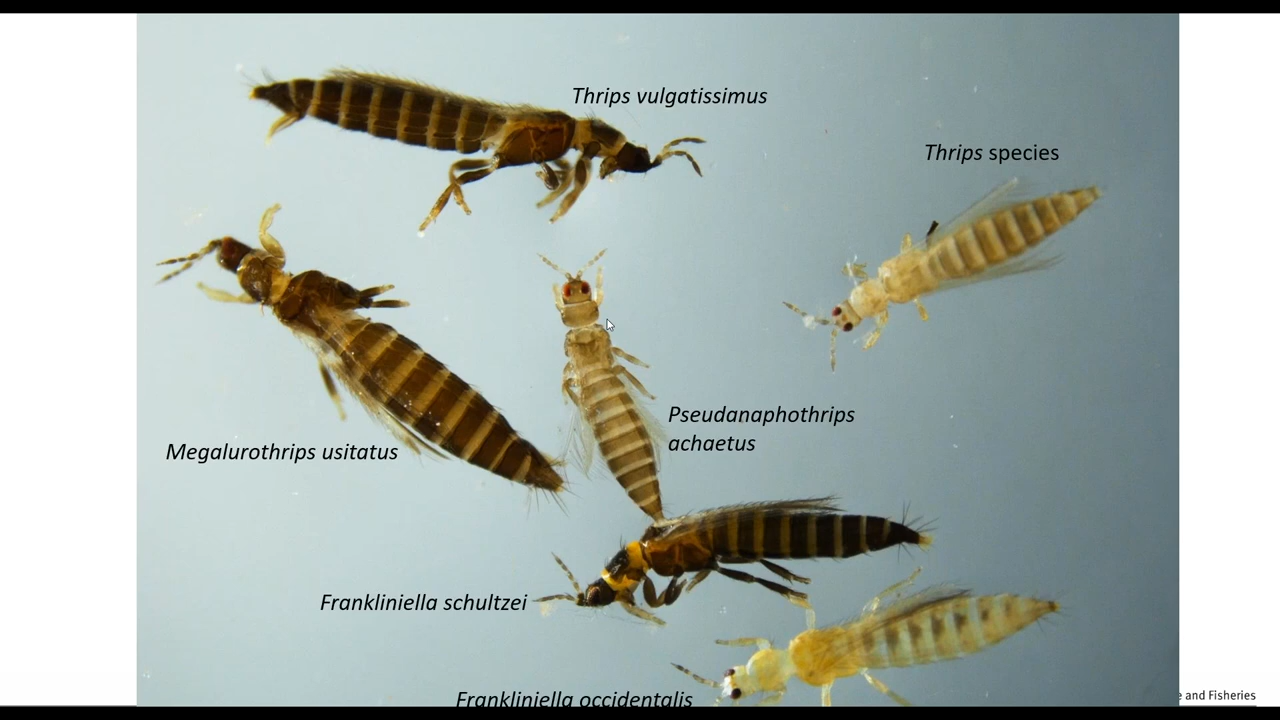 Thrips vulgatissimus
Thrips species
Pseudanaphothrips
achaetus
Megalurothrips usitatus
Frankliniella schultzei
Frankliniella occidentalis
and Fisheries